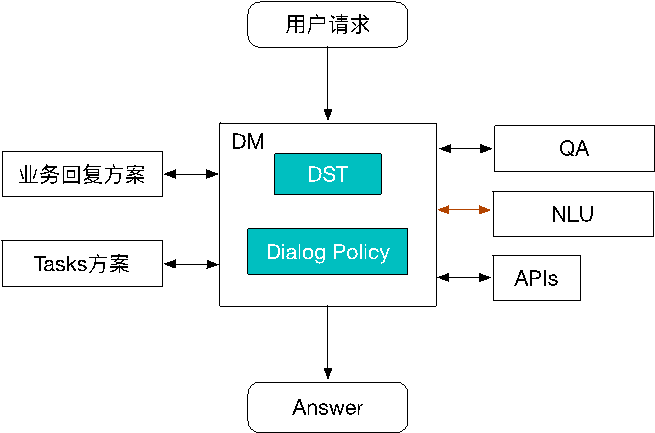 用户请求
DM
DST
Dialog Policy
业务回复方案
Tasks方案
QA
NLU
APIs
Answer